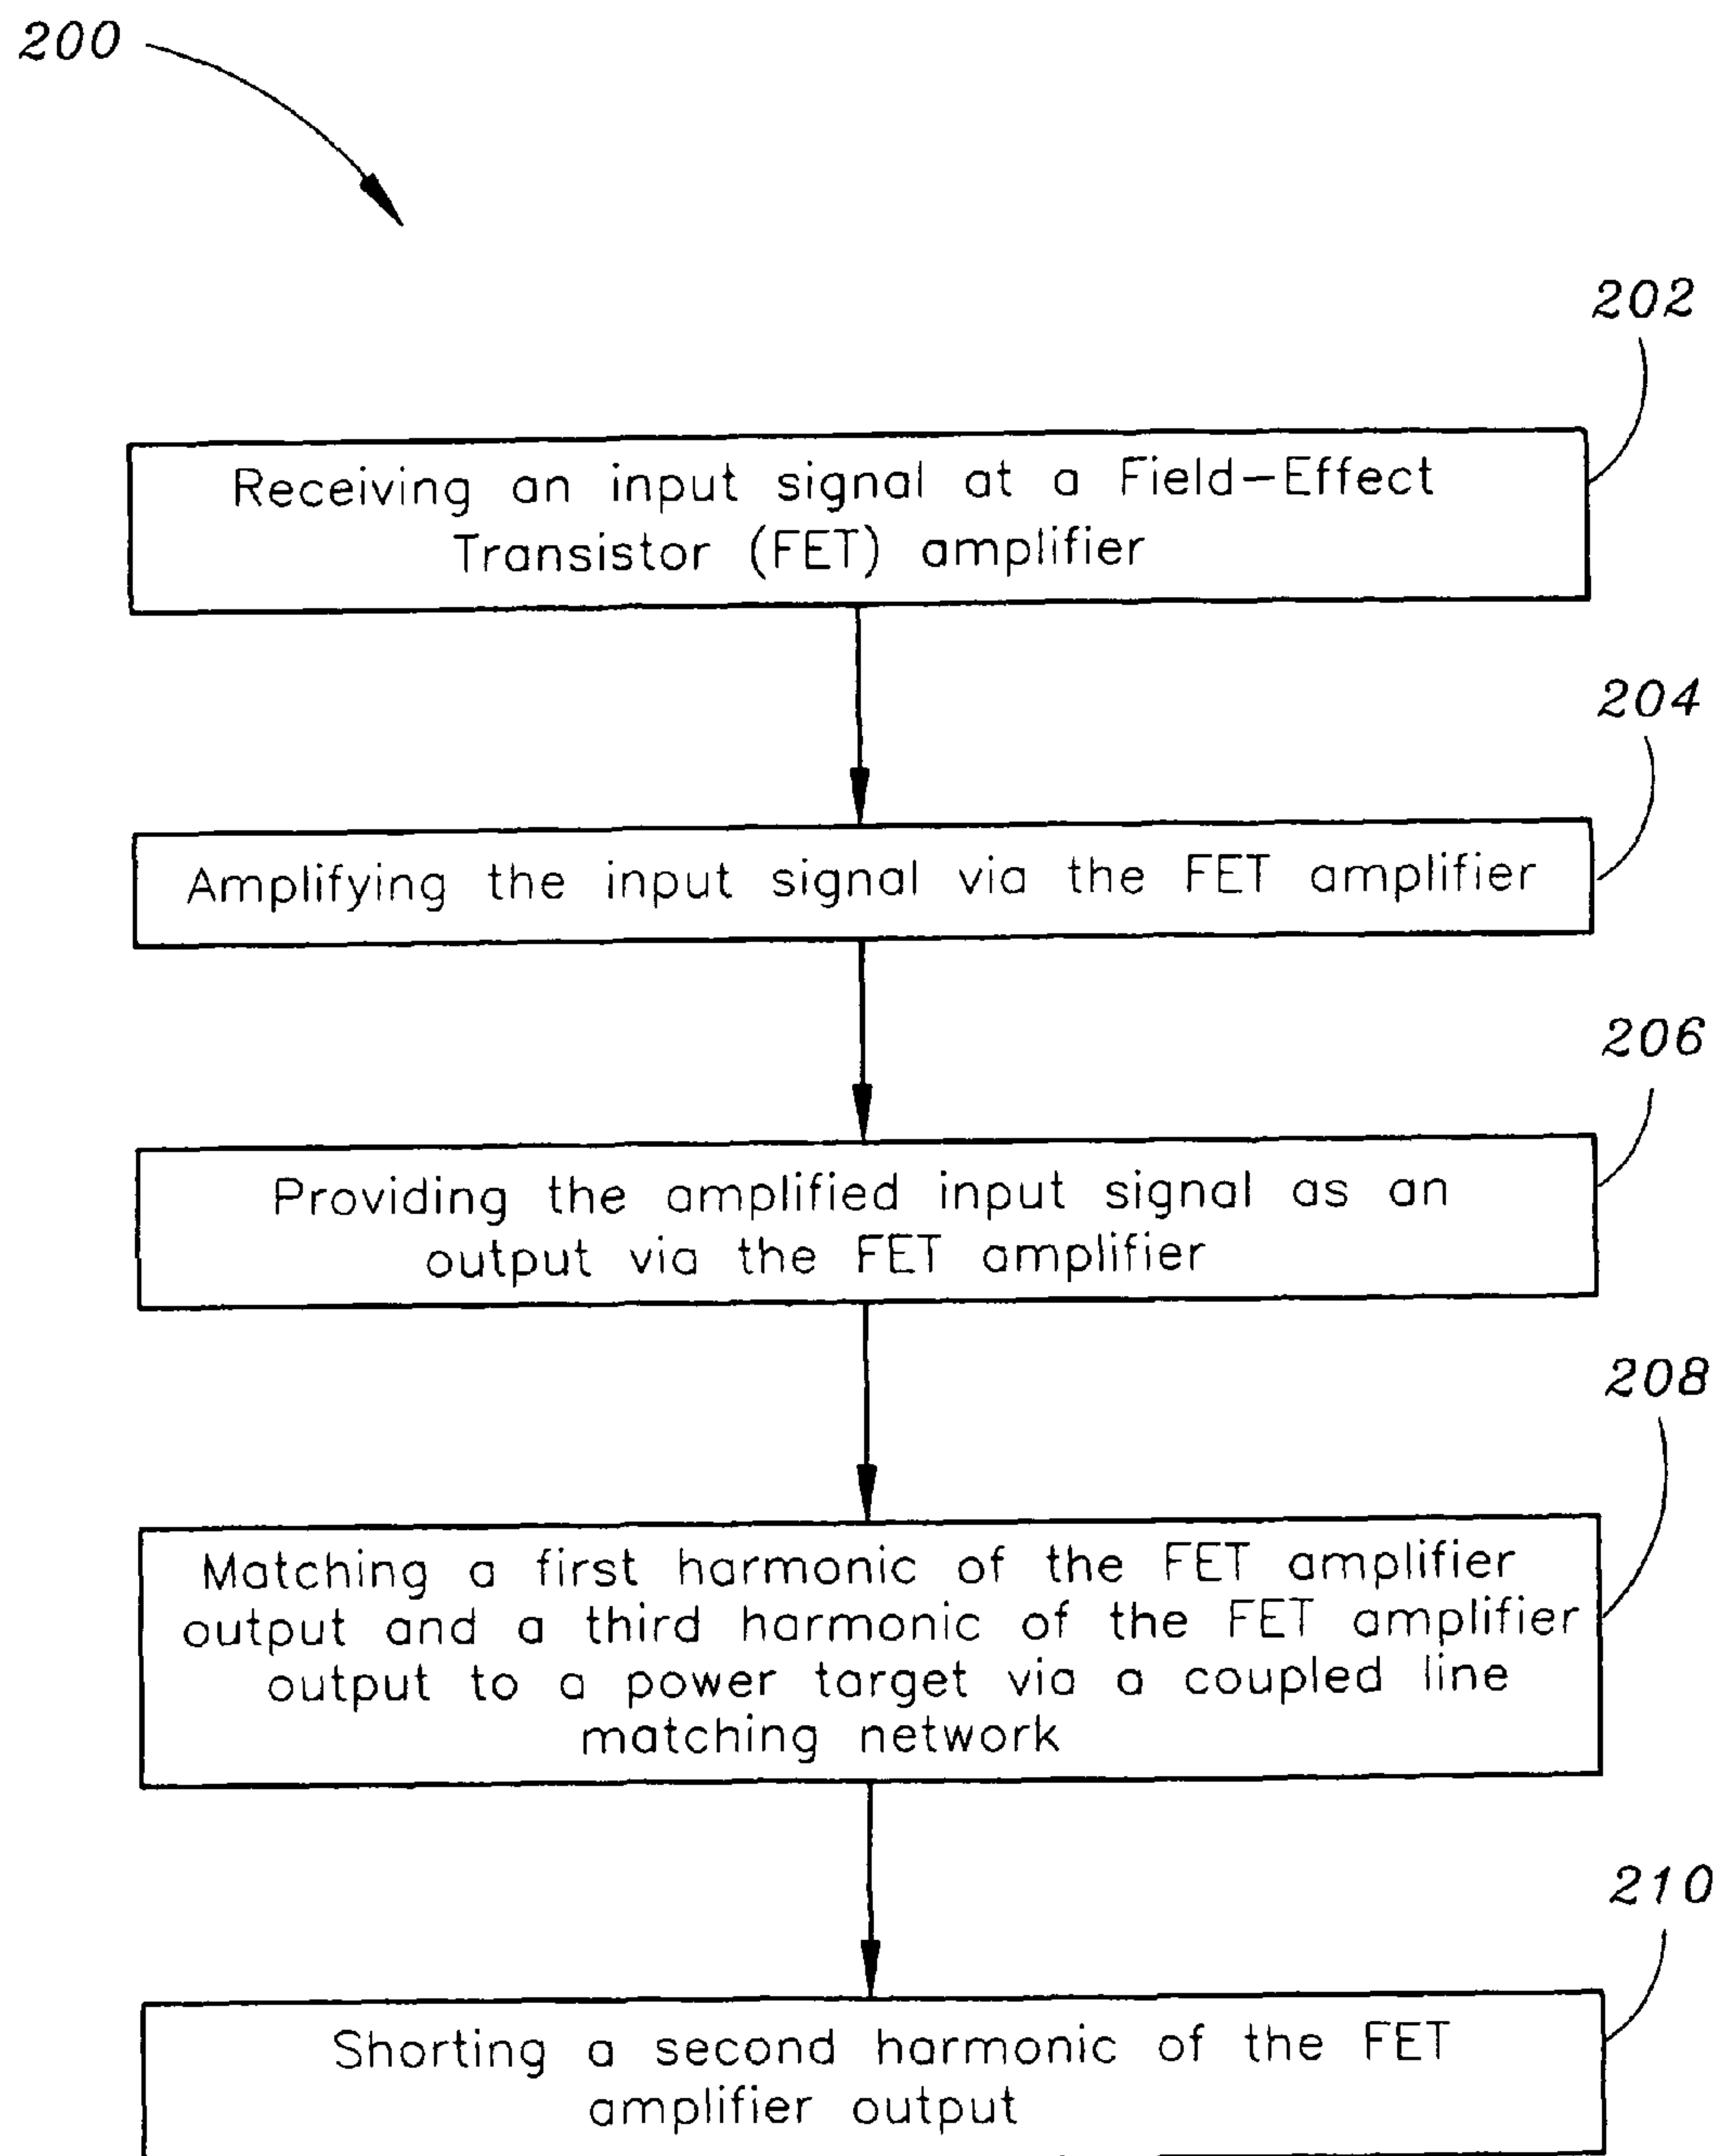 200
202
Receiving an input signal at a Field-Effect
Transistor (FET) amplifier
204
Amplifying the input signal via the FET amplifier
206
Providing the amplified input signal as an
output via the FET amplifier
208
Matching a first harmonic of the FET amplifier
output and a third harmonic of the FET amplifier
output to a power target via a coupled line
matching network
210
Shorting a second harmonic of the FET
amplifier output